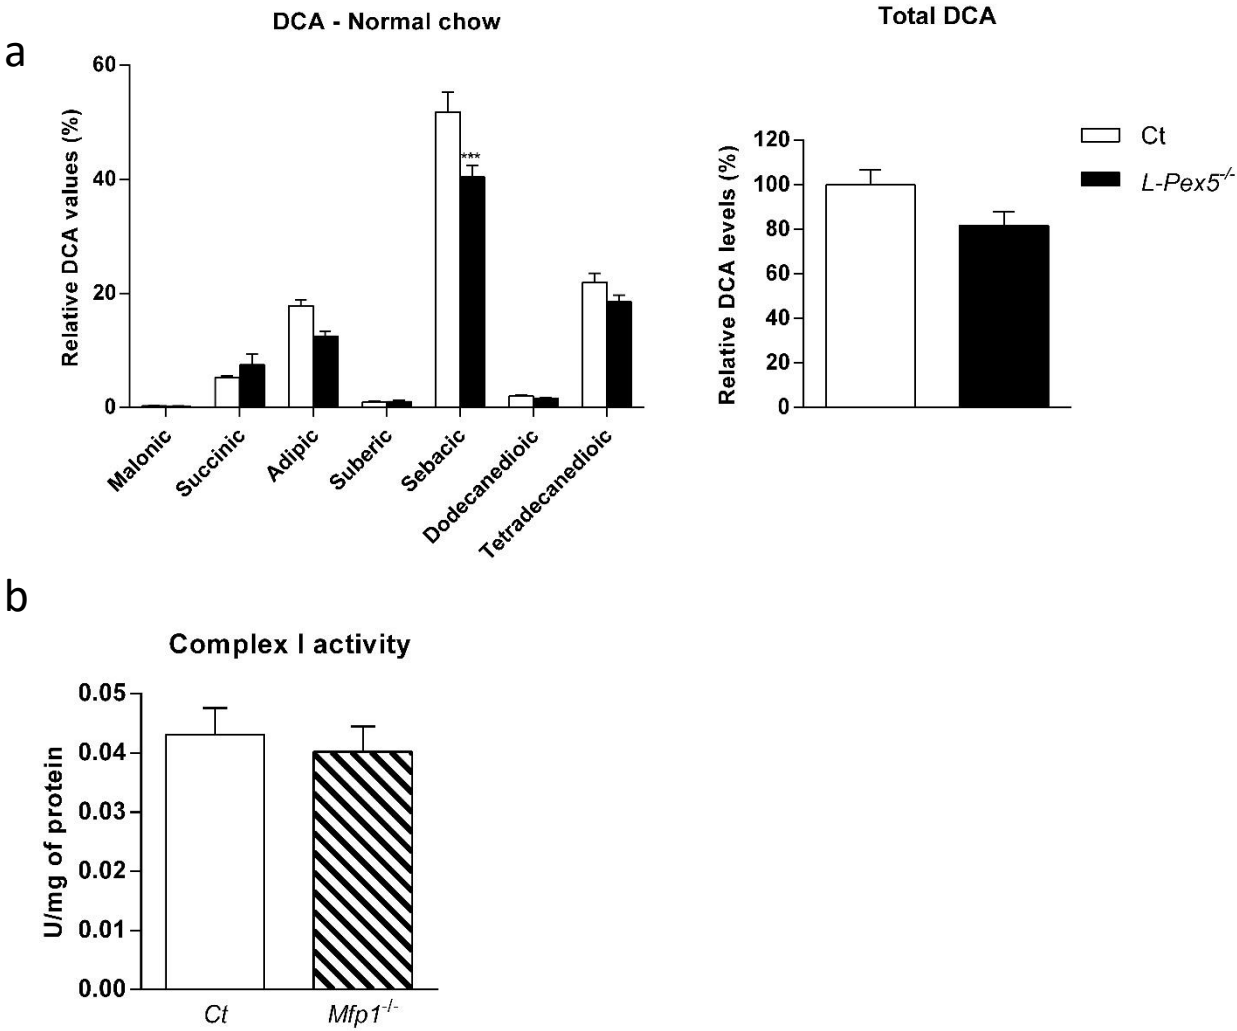 a
DCA - Normal chow
Relative DCA values (%)
60
40
20
0
***
Malonic
Succinic
Adipic
Suberic
Sebacic
Dodecanedioic
Tetradecanedioic
Total DCA
Relative DCA levels (%)
120
100
80
60
40
20
0
Ct
L-Pex5-/-
b
Complex I activity
U/mg of protein
0.05
0.04
0.03
0.02
0.01
0.00
Ct
Mfp1-/-